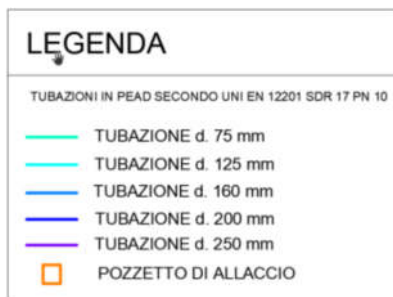 LEGENDA
TUBAZIONI IN PEAD SECONDO UNI EN 12201 SDR 17 PN 10
TUBAZIONE d. 75 mm
TUBAZIONE d. 125 mm
TUBAZIONE d. 160 mm
TUBAZIONE d. 200 mm
TUBAZIONE d. 250 mm
POZZETTO DI ALLACCIO